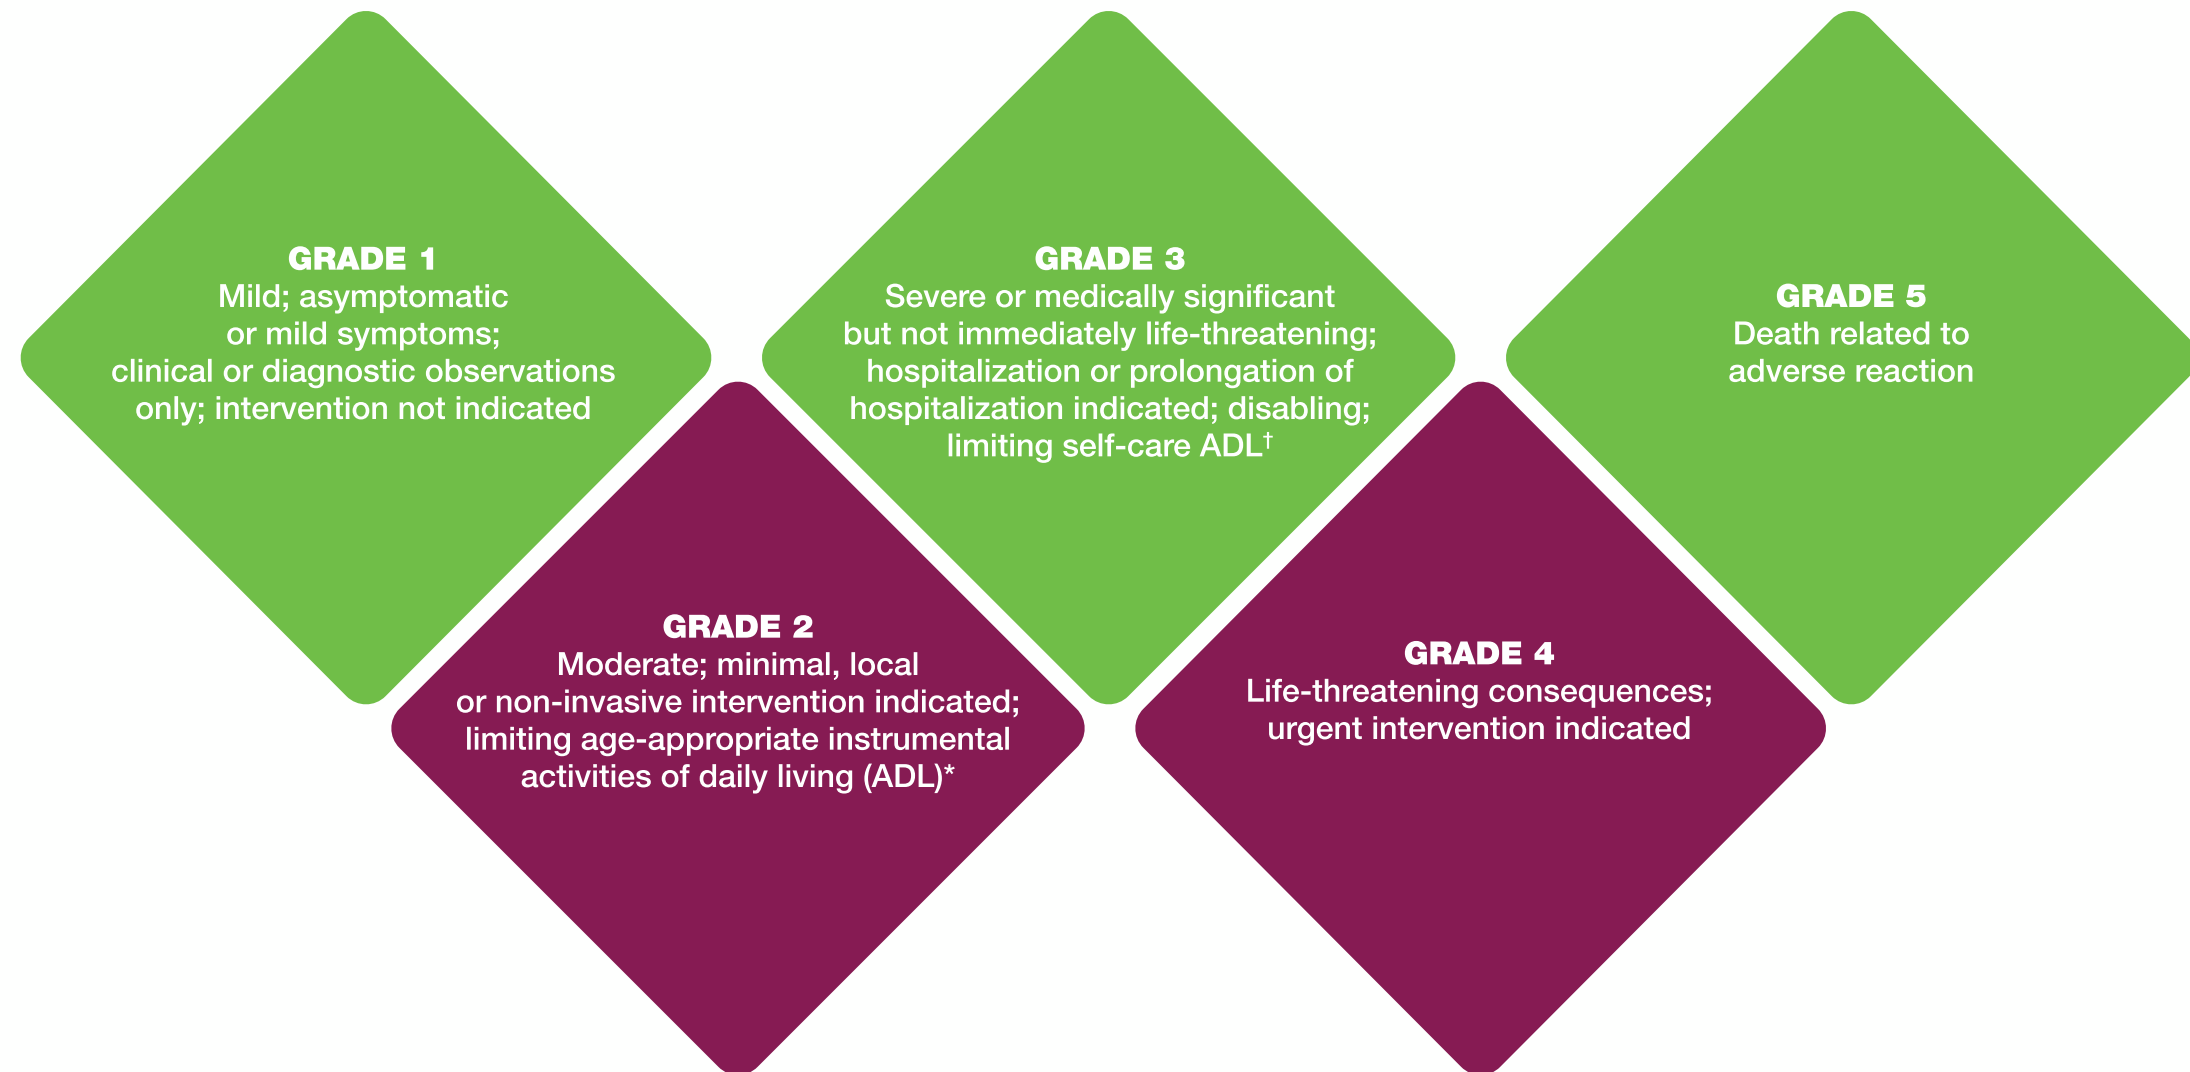 GRADE 1
Mild; asymptomatic
or mild symptoms;
clinical or diagnostic observations
only; intervention not indicated
GRADE 2
Moderate; minimal, local
or non-invasive intervention indicated;
limiting age-appropriate instrumental
activities of daily living (ADL)*
GRADE 3
Severe or medically significant
but not immediately life-threatening;
hospitalization or prolongation of
hospitalization indicated; disabling;
limiting self-care ADL†
GRADE 4
Life-threatening consequences;
urgent intervention indicated
GRADE 5
Death related to
adverse reaction